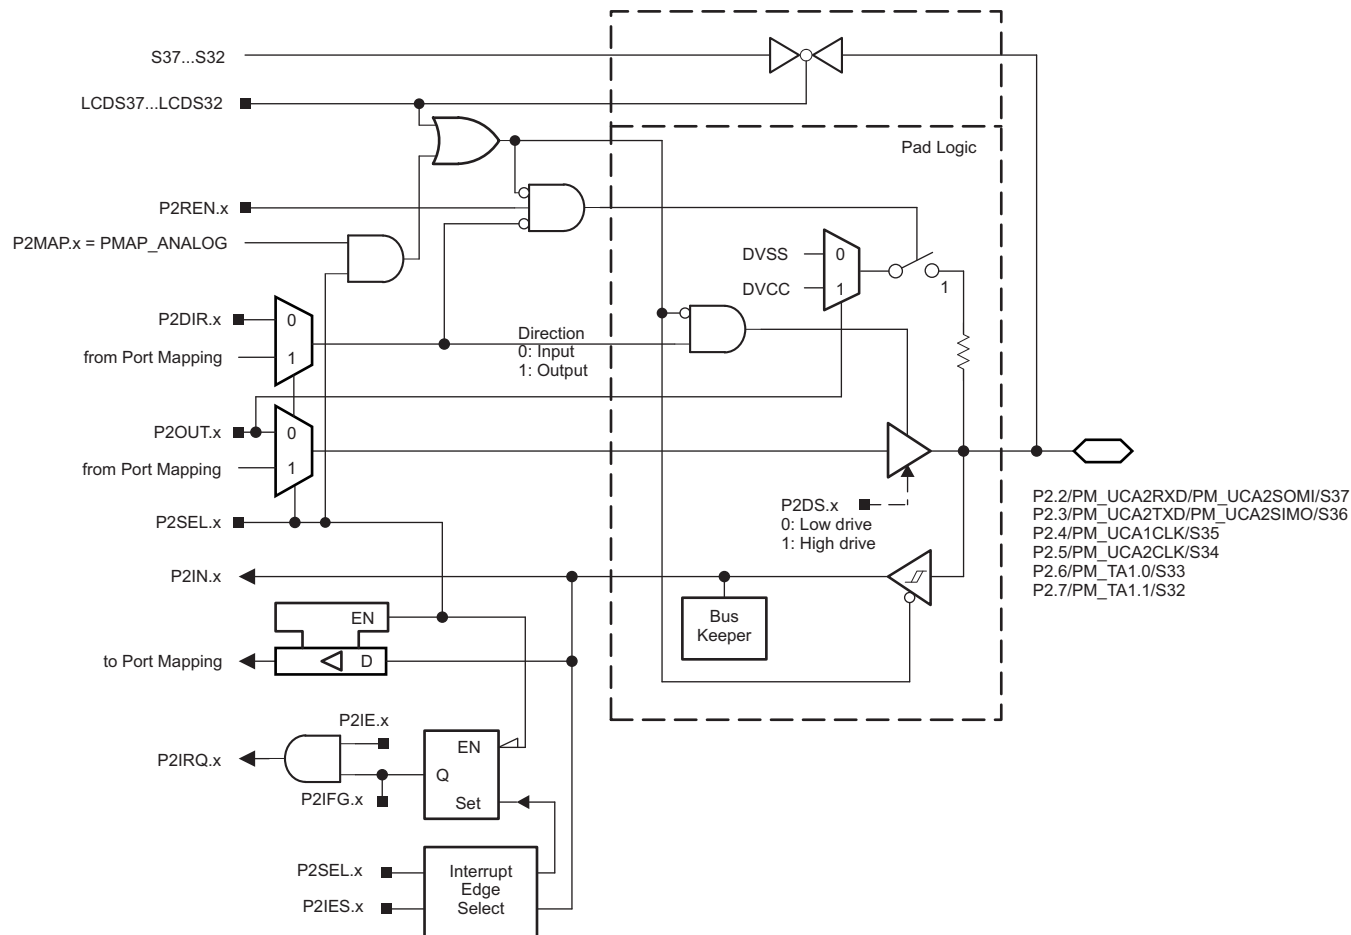 S37...S32
LCDS37...LCDS32
Pad Logic
P2REN.x
P2MAP.x = PMAP_ANALOG
DVSS
0
DVCC
1
1
P2DIR.x
0
from Port Mapping
1
Direction
0: Input
1: Output
P2OUT.x
0
from Port Mapping
1
P2DS.x
0: Low drive
1: High drive
P2SEL.x
P2.2/PM_UCA2RXD/PM_UCA2SOMI/S37
P2.3/PM_UCA2TXD/PM_UCA2SIMO/S36
P2.4/PM_UCA1CLK/S35
P2.5/PM_UCA2CLK/S34
P2.6/PM_TA1.0/S33
P2.7/PM_TA1.1/S32
P2IN.x
Bus
Keeper
EN
to Port Mapping
D
P2IE.x
P2IRQ.x
EN
Q
P2IFG.x
Set
P2SEL.x
P2IES.x
Interrupt
Edge
Select